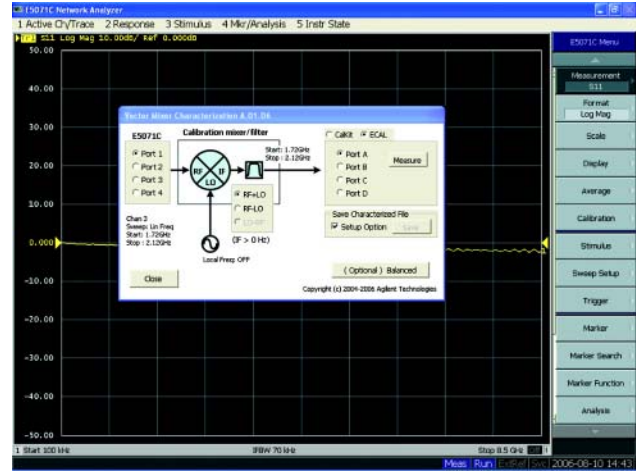 E5071C Network Analyzer
1 Active Ch/Trace 2 Response 3 Stimulus 4 Mkr/Analysis 5 Instr State
Tr1 S11 Log Mag 10.00dB/ Ref 0.000dB
50.00
40.00
30.00
20.00
10.00
0.000
-10.00
-20.00
-30.00
-40.00
-50.00
Vector Mixer Characterization A.01.06
E5071C
Calibration mixer/filter
CalKit
ECAL
Port 1
Port 2
Port 3
Port 4
RF
IF
LO
Start: 1.72GHz
Stop : 2.12GHz
RF+LO
RF-LO
LO-RF
(IF > 0 Hz)
Port A
Port B
Port C
Port D
Measure
Save Characterized File
Setup Option
Save
Chan 3
Sweep: Lin Freq
Start: 1.72GHz
Stop : 2.12GHz
Local Freq: OFF
Close
( Optional ) Balanced
Copyright (c) 2004-2006 Agilent Technologies
E5071C Menu
Measurement
S11
Format
Log Mag
Scale
Display
Average
Calibration
Stimulus
Sweep Setup
Trigger
Marker
Marker Search
Marker Function
Analysis
1 Start 100 kHz
IFBW 70 kHz
Stop 8.5 GHz
Meas Run ExtRef Svc 2006-08-10 14:43